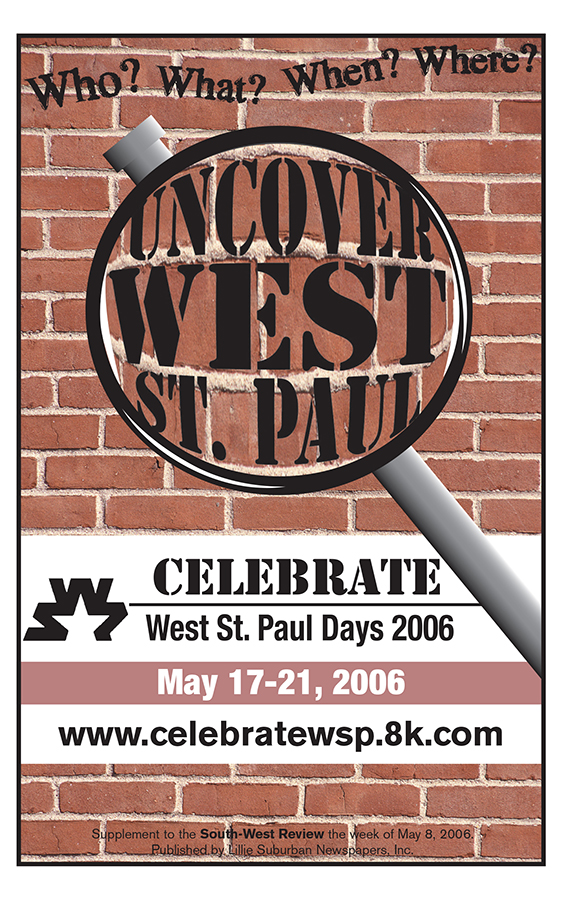 Who? What? When? Where?
UNCOVER
WEST
ST. PAUL
CELEBRATE
West St. Paul Days 2006
May 17-21, 2006
www.celebratewsp.8k.com
Supplement to the South-West Review the week of May 8, 2006.
Published by Lillie Suburban Newspapers, Inc.